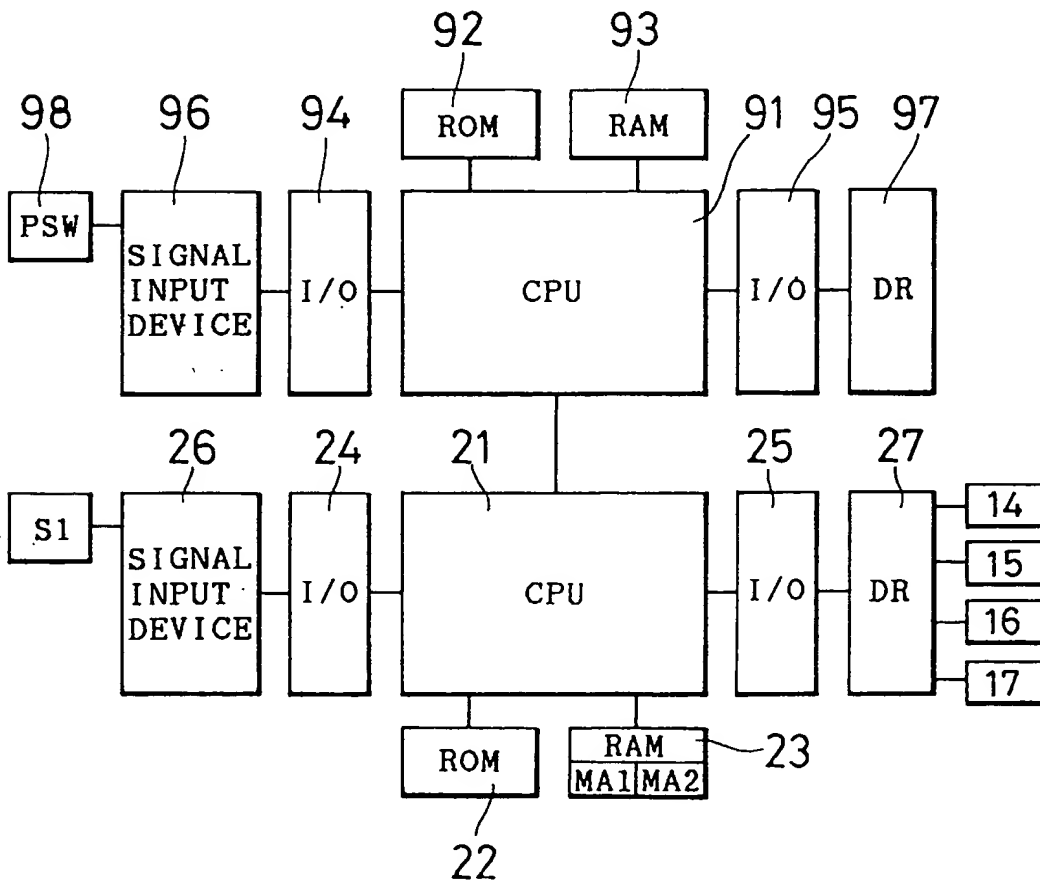 92 93
98 96 94 91 95 97
ROM RAM
PSW
SIGNAL
INPUT
DEVICE
I/O
CPU
I/O
DR
26 24 21 25 27
S1
SIGNAL
INPUT
DEVICE
I/O
CPU
I/O
DR
14
15
16
17
ROM
RAM
MA1 MA2
23
22